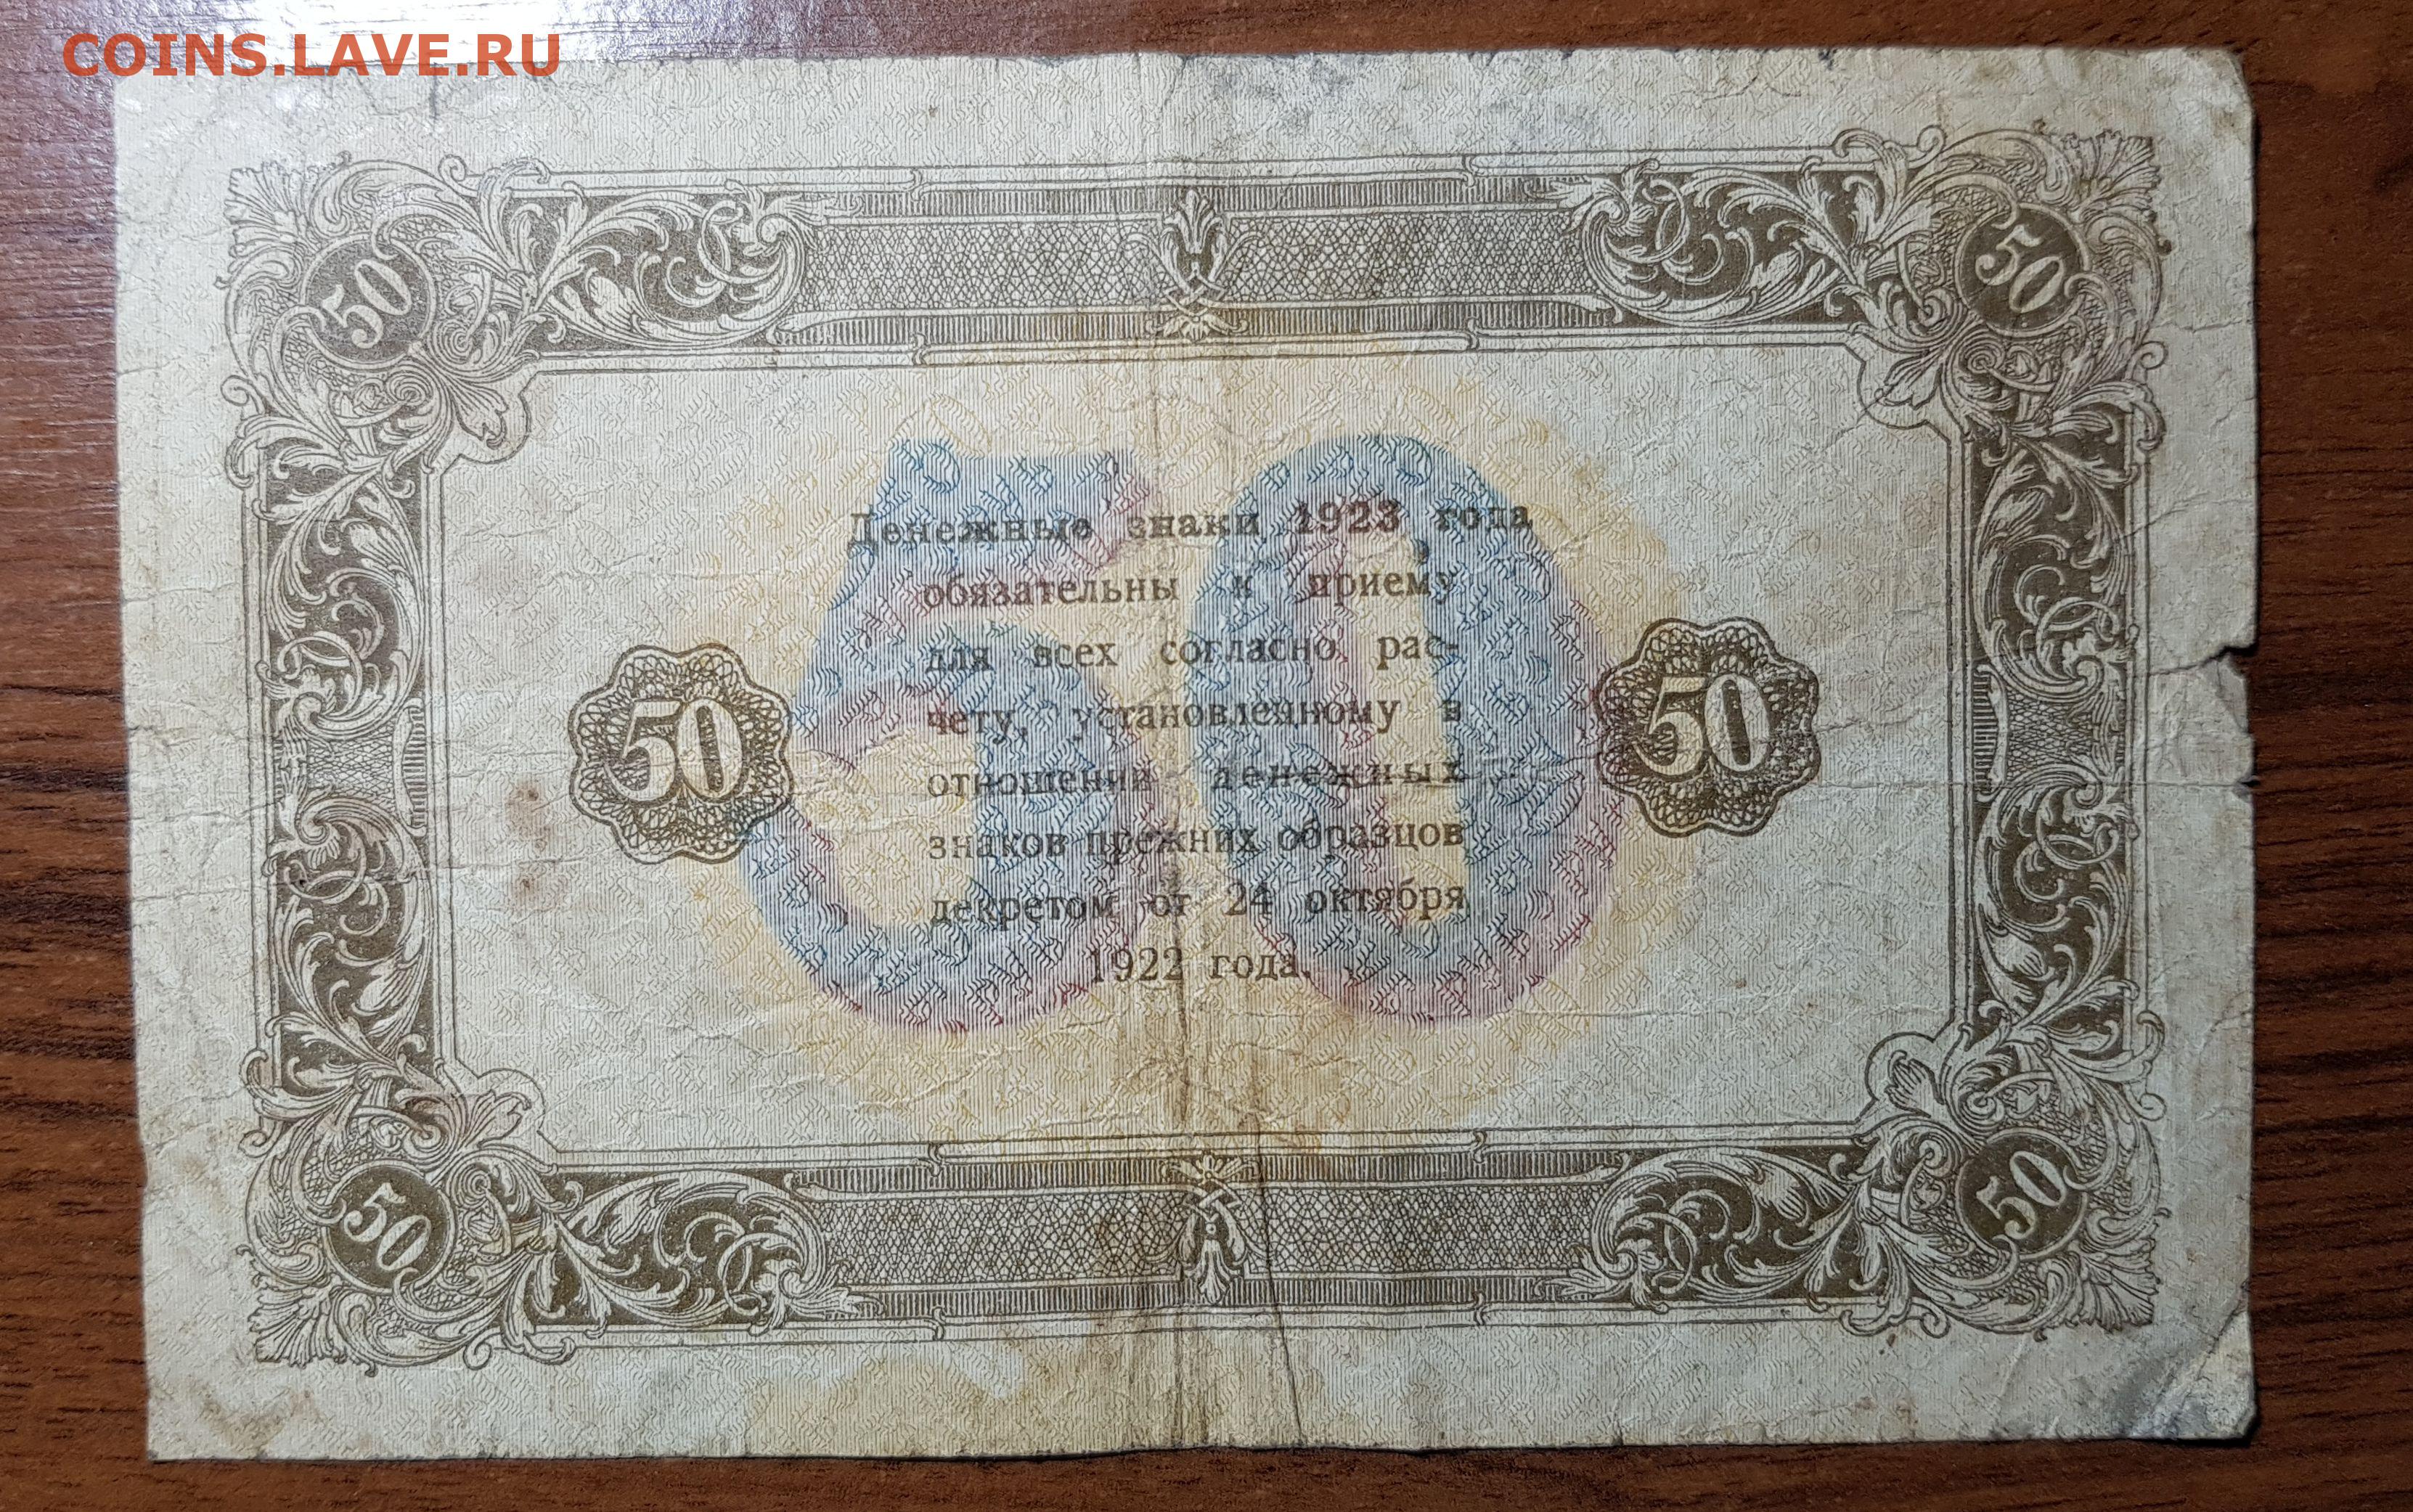 COINS.LAVE.RU
50 50
Денежные знаки 1923 года
обязательны к приему
для всех согласно рас-
чету, установленному в
отношении денежных
знаков прежних образцов
декретом от 24 октября
1922 года.
50 50
50
50 50